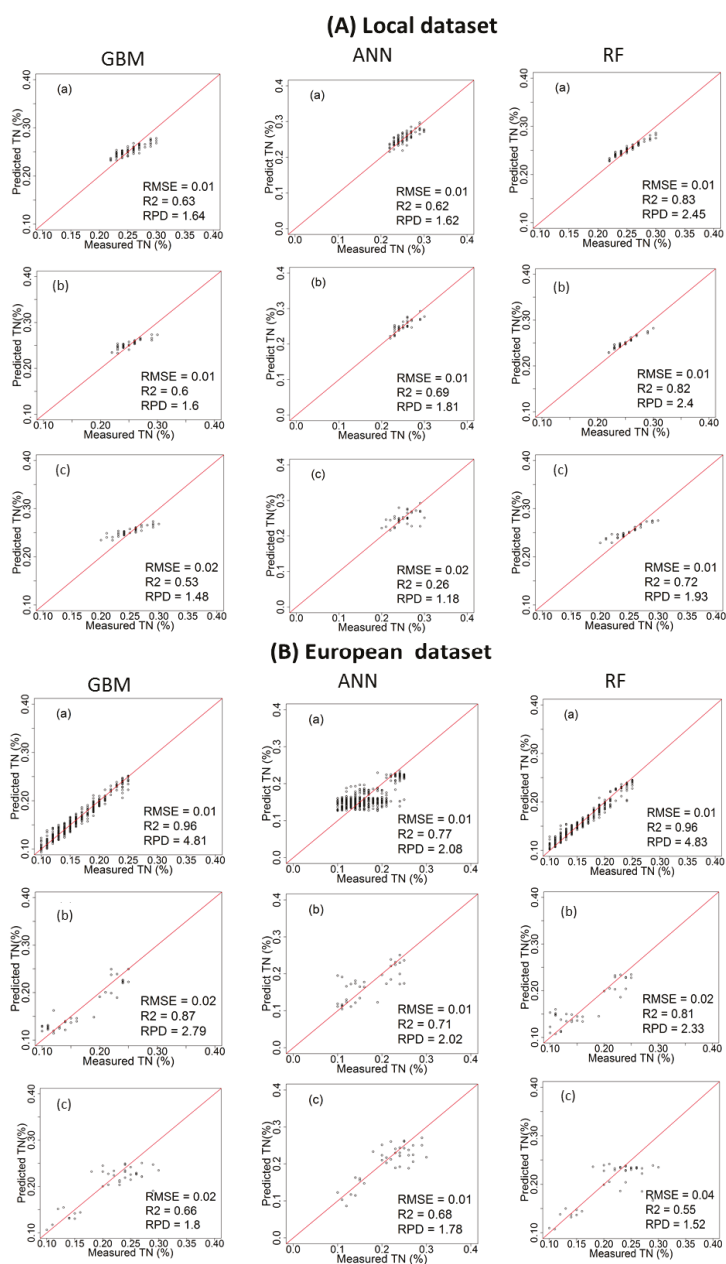 (A) Local dataset
GBM
ANN
RF
(a)
Predicted TN (%)
0.10 0.20 0.30 0.40
RMSE = 0.01
R2 = 0.63
RPD = 1.64
0.10 0.15 0.20 0.25 0.30 0.35 0.40
Measured TN (%)
(a)
Predict TN (%)
0.0 0.1 0.2 0.3 0.4
RMSE = 0.01
R2 = 0.62
RPD = 1.62
0.0 0.1 0.2 0.3 0.4
Measured TN (%)
(a)
Predicted TN (%)
0.10 0.20 0.30 0.40
RMSE = 0.01
R2 = 0.83
RPD = 2.45
0.10 0.15 0.20 0.25 0.30 0.35 0.40
Measured TN (%)
(b)
Predicted TN(%)
0.10 0.20 0.30 0.40
RMSE = 0.01
R2 = 0.6
RPD = 1.6
0.10 0.20 0.30 0.40
Measured TN (%)
(b)
Predict TN (%)
0.0 0.1 0.2 0.3 0.4
RMSE = 0.01
R2 = 0.69
RPD = 1.81
0.0 0.1 0.2 0.3 0.4
Measured TN (%)
(b)
Predicted TN(%)
0.10 0.20 0.30 0.40
RMSE = 0.01
R2 = 0.82
RPD = 2.4
0.10 0.20 0.30 0.40
Measured TN (%)
(c)
Predicted TN(%)
0.10 0.20 0.30 0.40
RMSE = 0.02
R2 = 0.53
RPD = 1.48
0.10 0.15 0.20 0.25 0.30 0.35 0.40
Measured TN (%)
(c)
Predicted TN(%)
0.0 0.1 0.2 0.3 0.4
RMSE = 0.02
R2 = 0.26
RPD = 1.18
0.0 0.1 0.2 0.3 0.4
Measured TN (%)
(c)
Predicted TN(%)
0.10 0.20 0.30 0.40
RMSE = 0.01
R2 = 0.72
RPD = 1.93
0.10 0.15 0.20 0.25 0.30 0.35 0.40
Measured TN (%)
(B) European dataset
GBM
ANN
RF
(a)
Predicted TN (%)
0.10 0.20 0.30 0.40
RMSE = 0.01
R2 = 0.96
RPD = 4.81
0.10 0.20 0.30 0.40
Measured TN (%)
(a)
Predict TN (%)
0.0 0.1 0.2 0.3 0.4
RMSE = 0.01
R2 = 0.77
RPD = 2.08
0.0 0.1 0.2 0.3 0.4
Measured TN (%)
(a)
Predicted TN (%)
0.10 0.20 0.30 0.40
RMSE = 0.01
R2 = 0.96
RPD = 4.83
0.10 0.15 0.20 0.25 0.30 0.35 0.40
Measured TN (%)
(b)
Predicted TN(%)
0.10 0.20 0.30 0.40
RMSE = 0.02
R2 = 0.87
RPD = 2.79
0.10 0.20 0.30 0.40
Measured TN (%)
(b)
Predict TN (%)
0.0 0.1 0.2 0.3 0.4
RMSE = 0.01
R2 = 0.71
RPD = 2.02
0.0 0.1 0.2 0.3 0.4
Measured TN (%)
(b)
Predicted TN(%)
0.10 0.20 0.30 0.40
RMSE = 0.02
R2 = 0.81
RPD = 2.33
0.10 0.20 0.30 0.40
Measured TN (%)
(c)
Predicted TN (%)
0.10 0.20 0.30 0.40
RMSE = 0.02
R2 = 0.66
RPD = 1.8
0.10 0.15 0.20 0.25 0.30 0.35 0.40
Measured TN (%)
(c)
Predicted TN(%)
0.0 0.1 0.2 0.3 0.4
RMSE = 0.01
R2 = 0.68
RPD = 1.78
0.0 0.1 0.2 0.3 0.4
Measured TN (%)
(c)
Predicted TN(%)
0.10 0.20 0.30 0.40
RMSE = 0.04
R2 = 0.55
RPD = 1.52
0.10 0.15 0.20 0.25 0.30 0.35 0.40
Measured TN (%)